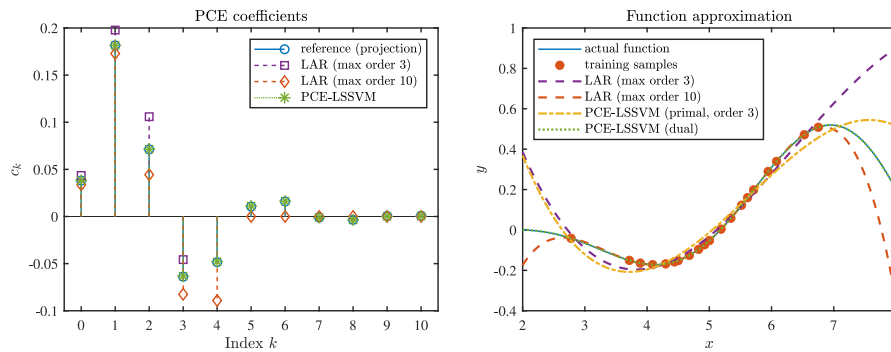 PCE coefficients
0.2
0.15
0.1
0.05
0
-0.05
-0.1
c_k
0 1 2 3 4 5 6 7 8 9 10
Index k
reference (projection)
LAR (max order 3)
LAR (max order 10)
PCE-LSSVM
Function approximation
1
0.8
0.6
0.4
0.2
0
-0.2
-0.4
y
2 3 4 5 6 7
x
actual function
training samples
LAR (max order 3)
LAR (max order 10)
PCE-LSSVM (primal, order 3)
PCE-LSSVM (dual)